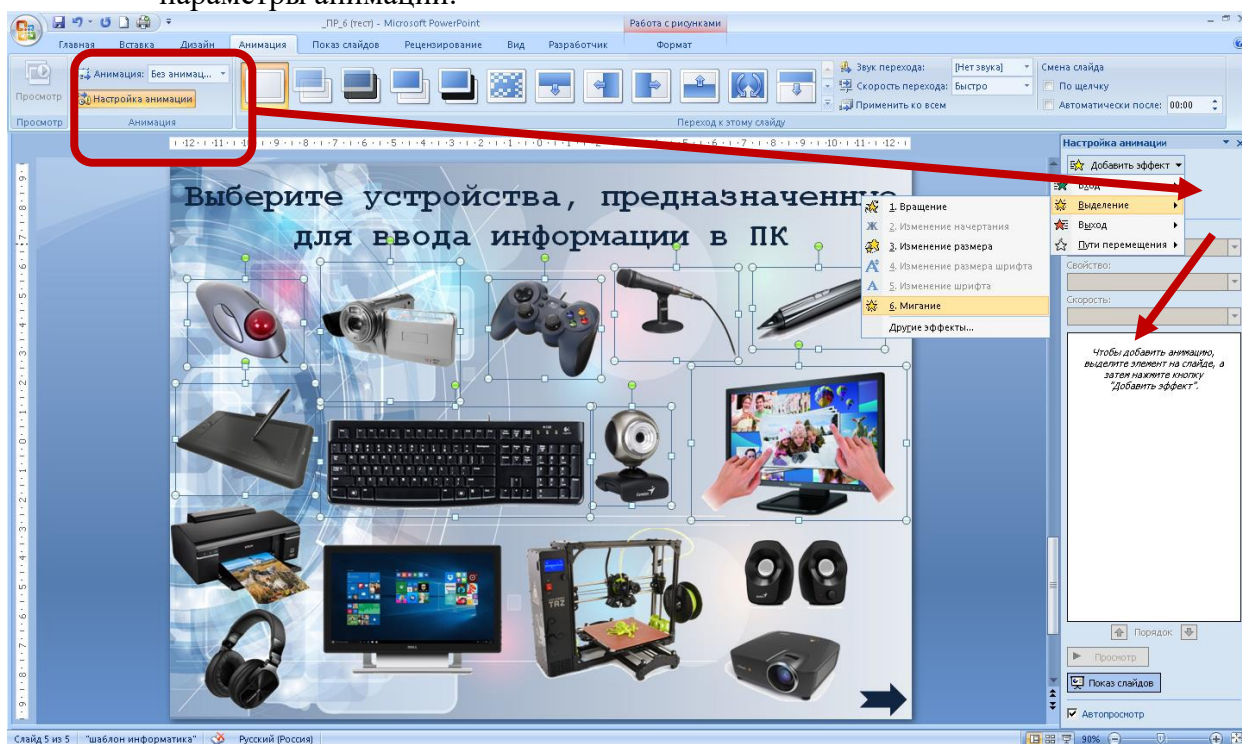 параметры анимации.
_ПР_6 (тест) - Microsoft PowerPoint
Работа с рисунками
Главная Вставка Дизайн Анимация Показ слайдов Рецензирование Вид Разработчик Формат
Просмотр
Анимация: Без анимац...
Настройка анимации
Звук перехода: [Нет звука]
Скорость перехода: Быстро
Применить ко всем
Смена слайда
По щелчку
Автоматически после: 00:00
Просмотр Анимация Переход к этому слайду
Настройка анимации
Добавить эффект
Вход
Выделение
Выход
Пути перемещения
1. Вращение
2. Изменение начертания
3. Изменение размера
4. Изменение размера шрифта
5. Изменение шрифта
6. Мигание
Другие эффекты...
Свойство:
Скорость:
Чтобы добавить анимацию,
выделите элемент на слайде, а
затем нажмите кнопку
"Добавить эффект".
Порядок
Просмотр
Показ слайдов
Автопросмотр
Выберите устройства, предназначенные
для ввода информации в ПК
TAZ
DELL
Genius
Слайд 5 из 5 "шаблон информатика" Русский (Россия) 90%